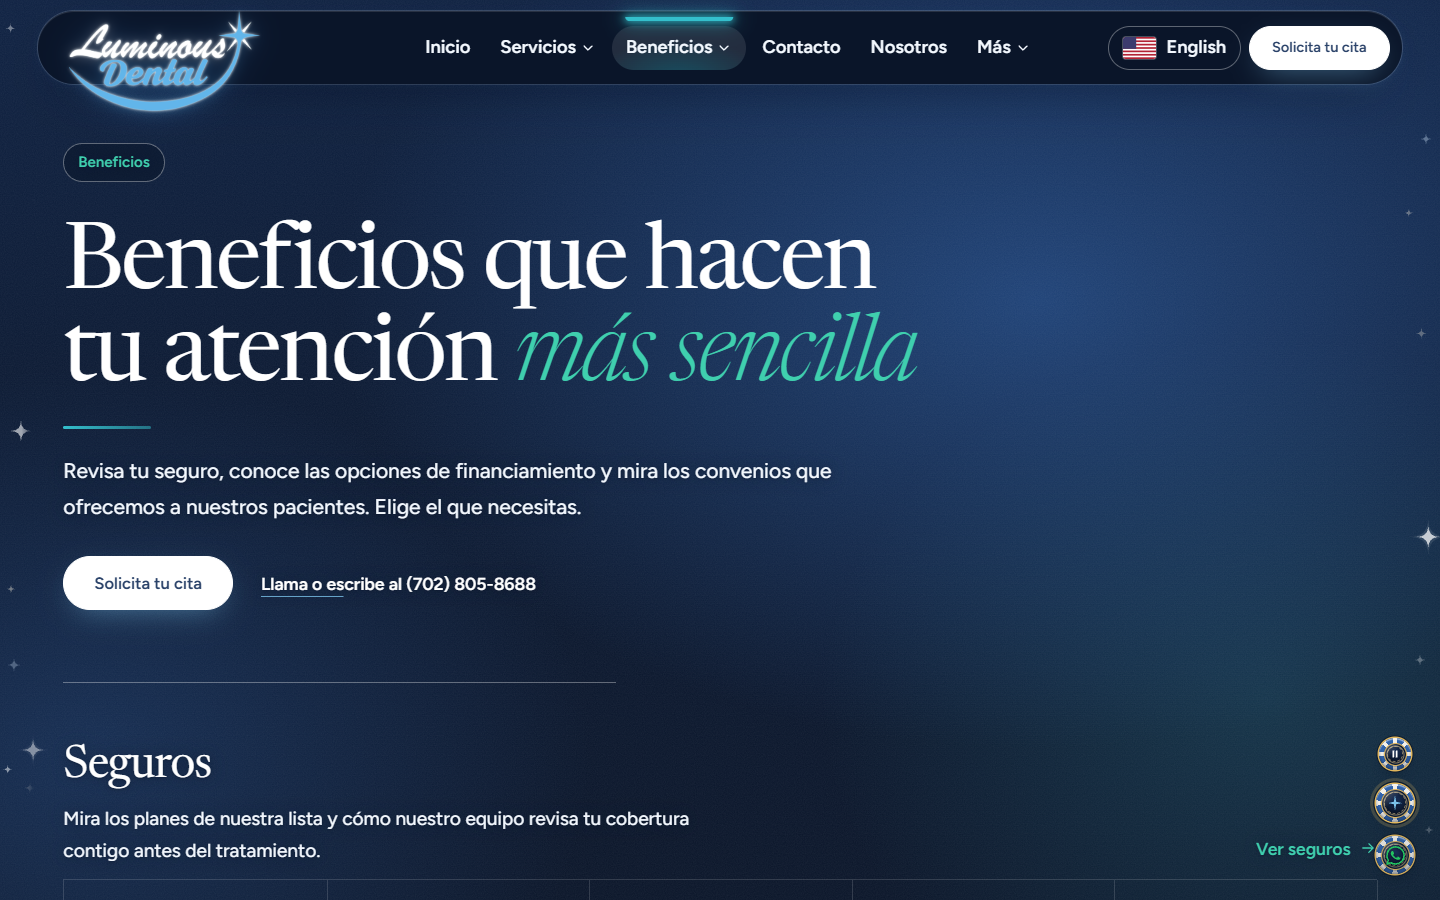 Luminous
Dental
Inicio
Servicios
Beneficios
Contacto
Nosotros
Más
English
Solicita tu cita
Beneficios
Beneficios que hacen
tu atención más sencilla
Revisa tu seguro, conoce las opciones de financiamiento y mira los convenios que
ofrecemos a nuestros pacientes. Elige el que necesitas.
Solicita tu cita
Llama o escribe al (702) 805-8688
Seguros
Mira los planes de nuestra lista y cómo nuestro equipo revisa tu cobertura
contigo antes del tratamiento.
Ver seguros →